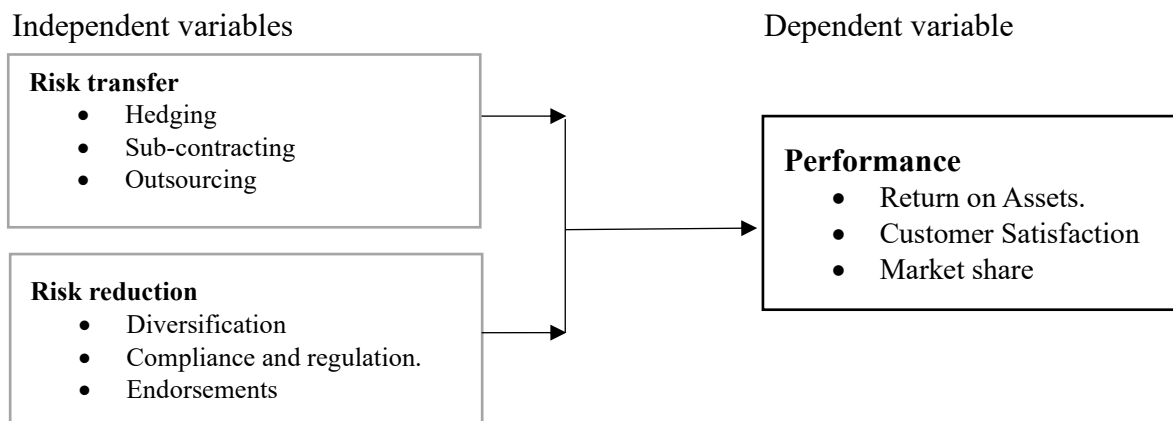 Independent variables
Dependent variable
Risk transfer
• Hedging
• Sub-contracting
• Outsourcing
Risk reduction
• Diversification
• Compliance and regulation.
• Endorsements
Performance
• Return on Assets.
• Customer Satisfaction
• Market share